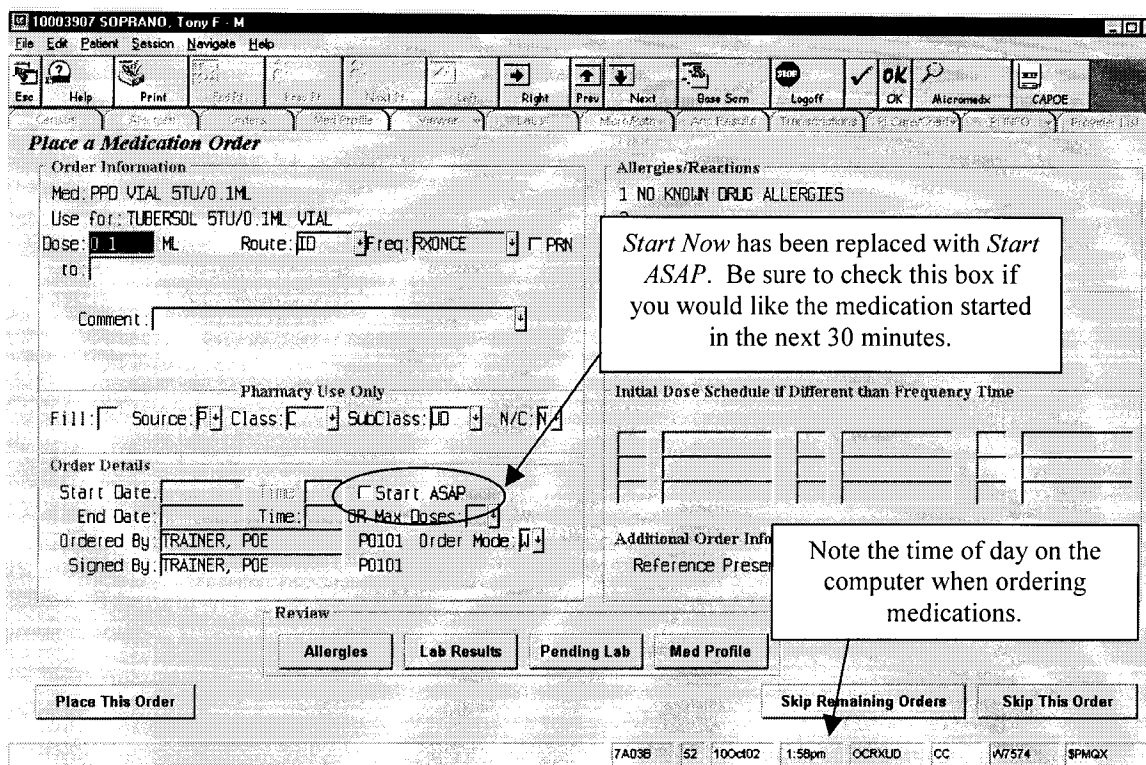 10003907 SOPRANO, Tony F - M
File Edit Patient Session Navigate Help
Esc Help Print Right Prev Next Base Scrn Logoff OK Micromedx CAPOE
OK
Place a Medication Order
Order Information
Med: PPD VIAL 5TU/0.1ML
Use for: TUBERSOL 5TU/0.1ML VIAL
Dose: 0.1 ML Route: ID Freq: RXONCE PRN
to:
Comment:
Allergies/Reactions
1 NO KNOWN DRUG ALLERGIES
Start Now has been replaced with Start
ASAP. Be sure to check this box if
you would like the medication started
in the next 30 minutes.
Pharmacy Use Only
Fill: Source: P Class: C SubClass: UD N/C: N
Initial Dose Schedule if Different than Frequency Time
Order Details
Start Date: Time: Start ASAP
End Date: Time: OR Max Doses:
Ordered By: TRAINER, POE P0101 Order Mode: W
Signed By: TRAINER, POE P0101
Additional Order Info
Reference Presen
Note the time of day on the
computer when ordering
medications.
Review
Allergies Lab Results Pending Lab Med Profile
Place This Order Skip Remaining Orders Skip This Order
7A03B 52 10Oct02 1:58pm OCRXUD CC W7574 $PMQX